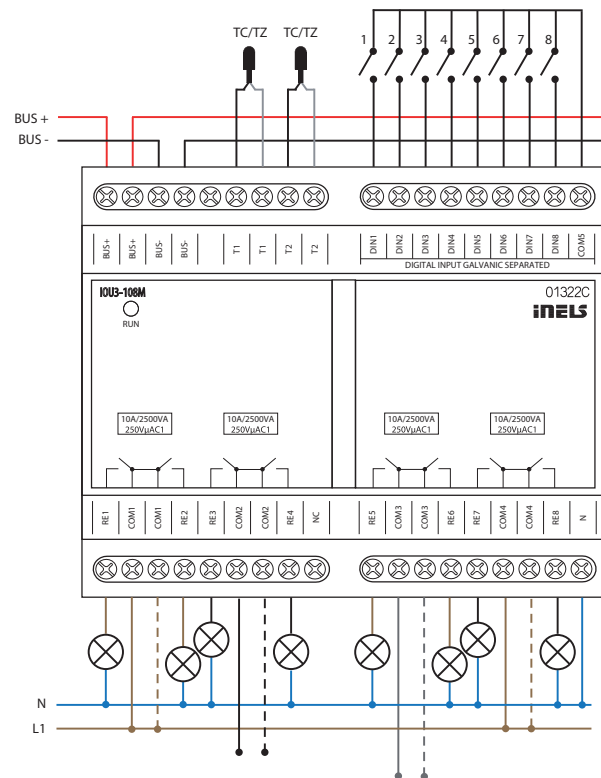 TC/TZ TC/TZ
1 2 3 4 5 6 7 8
BUS +
BUS -
BUS+ BUS+ BUS- BUS- T1 T1 T2 T2 DIN1 DIN2 DIN3 DIN4 DIN5 DIN6 DIN7 DIN8 COM5
DIGITAL INPUT GALVANIC SEPARATED
IOU3-108M
RUN
01322C
iNELS
10A/2500VA 10A/2500VA 10A/2500VA 10A/2500VA
250VµAC1 250VµAC1 250VµAC1 250VµAC1
RE1 COM1 COM1 RE2 RE3 COM2 COM2 RE4 NC RE5 COM3 COM3 RE6 RE7 COM4 COM4 RE8 N
N
L1